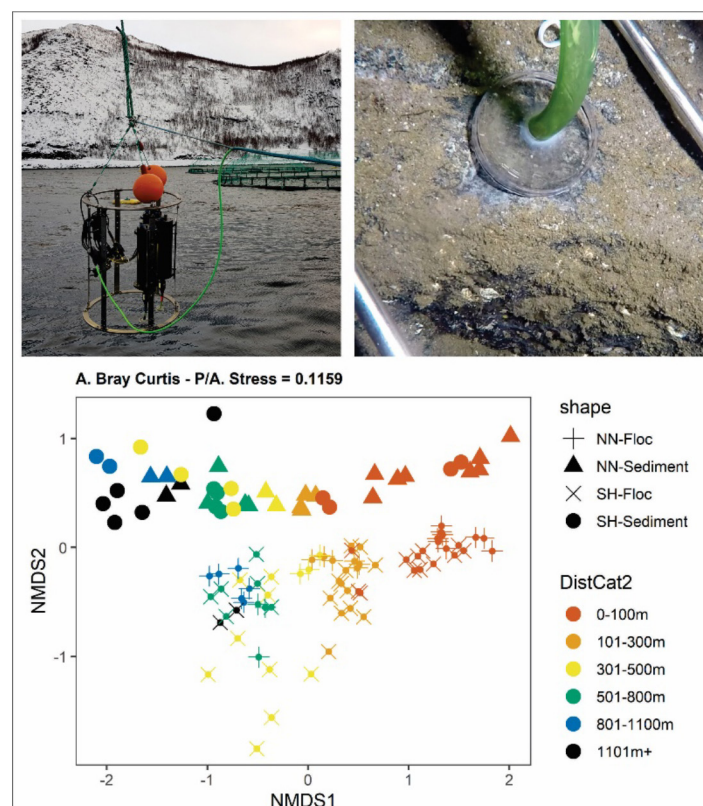 A. Bray Curtis - P/A. Stress = 0.1159
shape
NN-Floc
NN-Sediment
SH-Floc
SH-Sediment
DistCat2
0-100m
101-300m
301-500m
501-800m
801-1100m
1101m+
NMDS2
1
0
-1
-2
-1
0
1
2
NMDS1